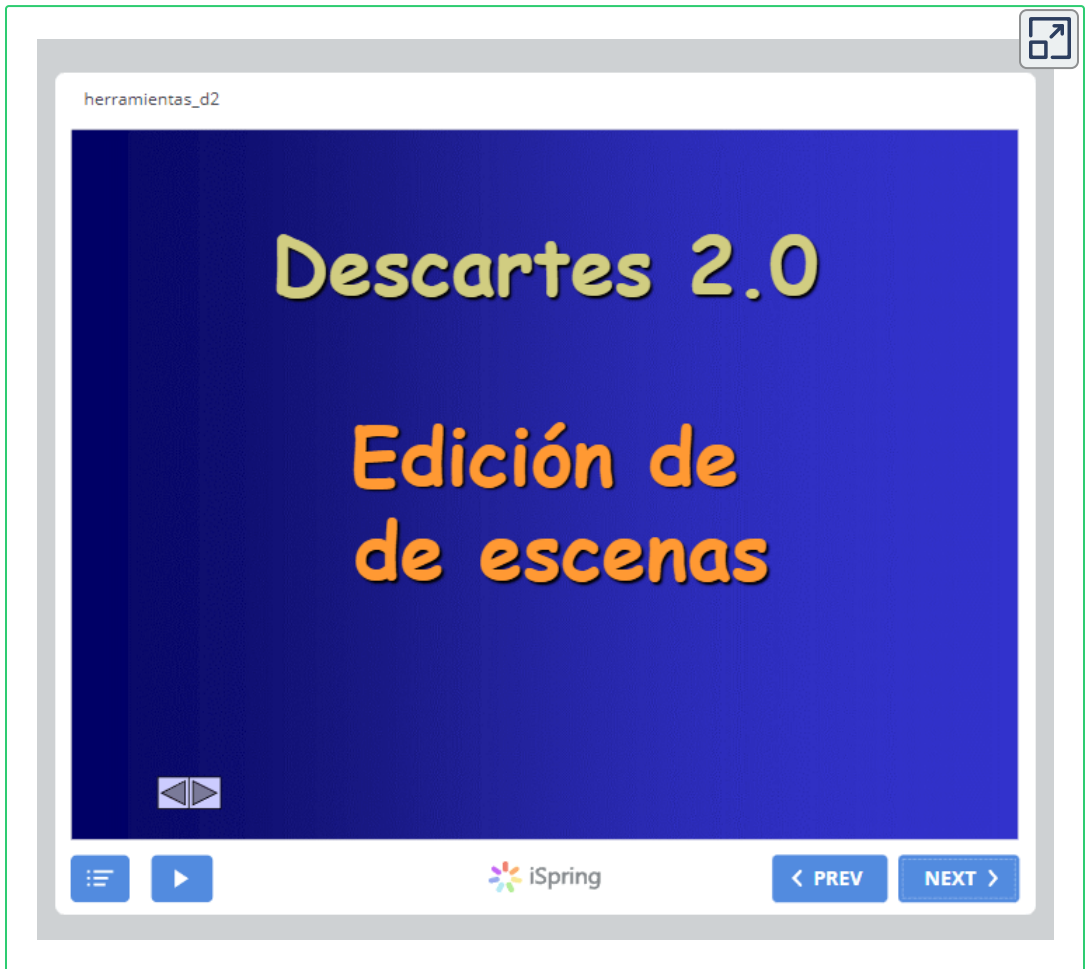 herramientas_d2
Descartes 2.0
Edición de
de escenas
iSpring
PREV
NEXT